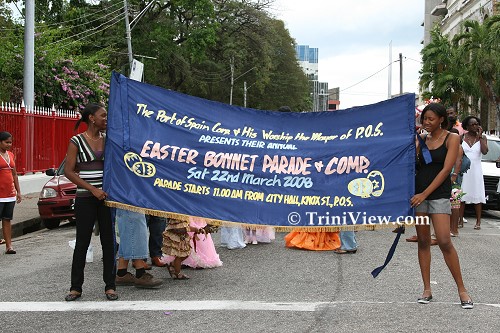 The Port of Spain Corp. & His Worship the Mayor of P.O.S.
PRESENTS THEIR ANNUAL
EASTER BONNET PARADE & COMP.
Sat 22nd March 2008
PARADE STARTS 11.00 AM FROM CITY HALL, KNOX ST, P.O.S.
© TriniView.com